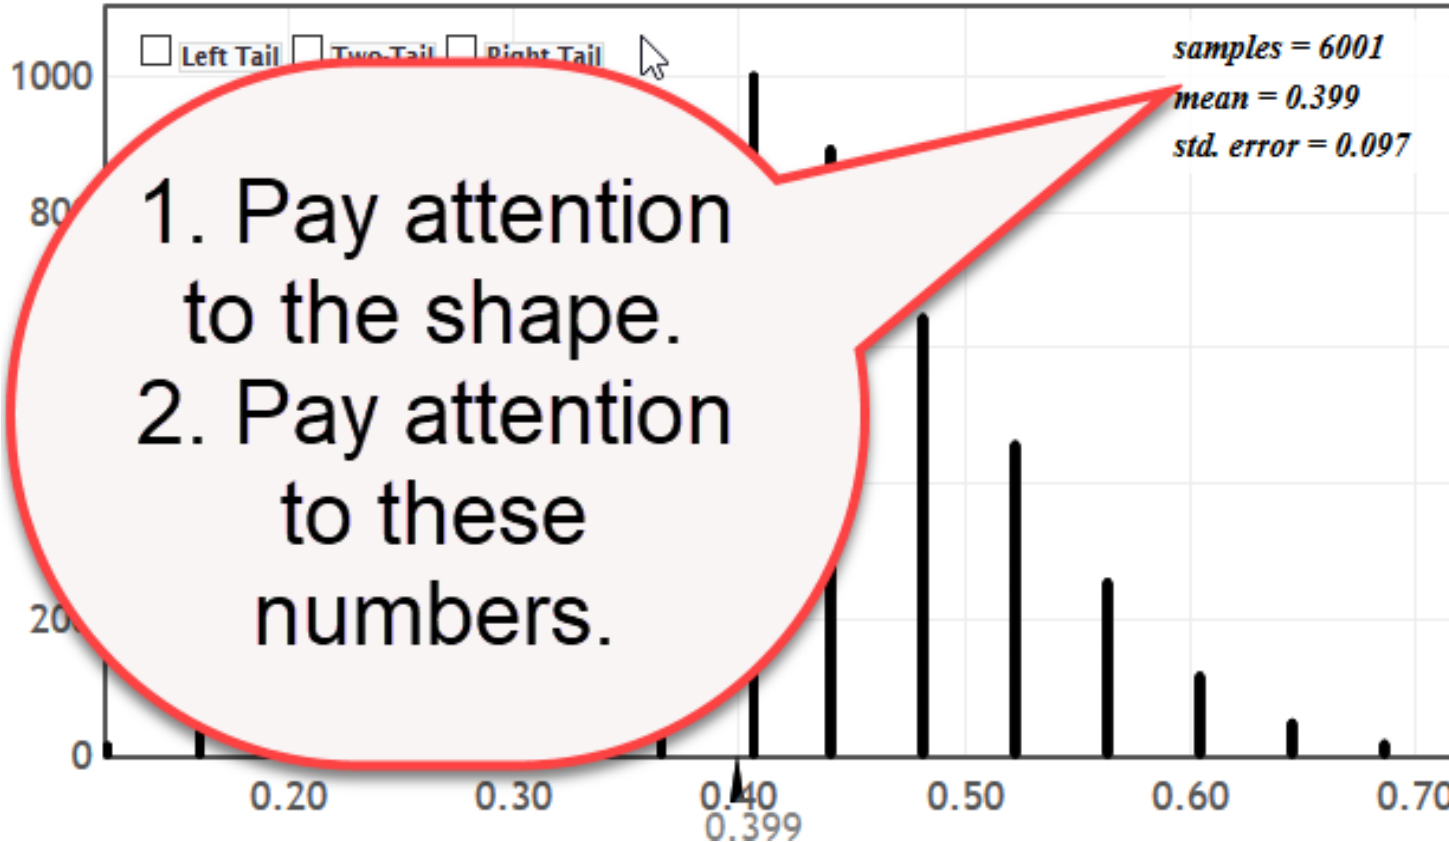 Left Tail Two-Tail Right Tail
samples = 6001
mean = 0.399
std. error = 0.097
1000
1. Pay attention
to the shape.
2. Pay attention
to these
numbers.
0
0.20 0.30 0.40 0.50 0.60 0.70
0.399